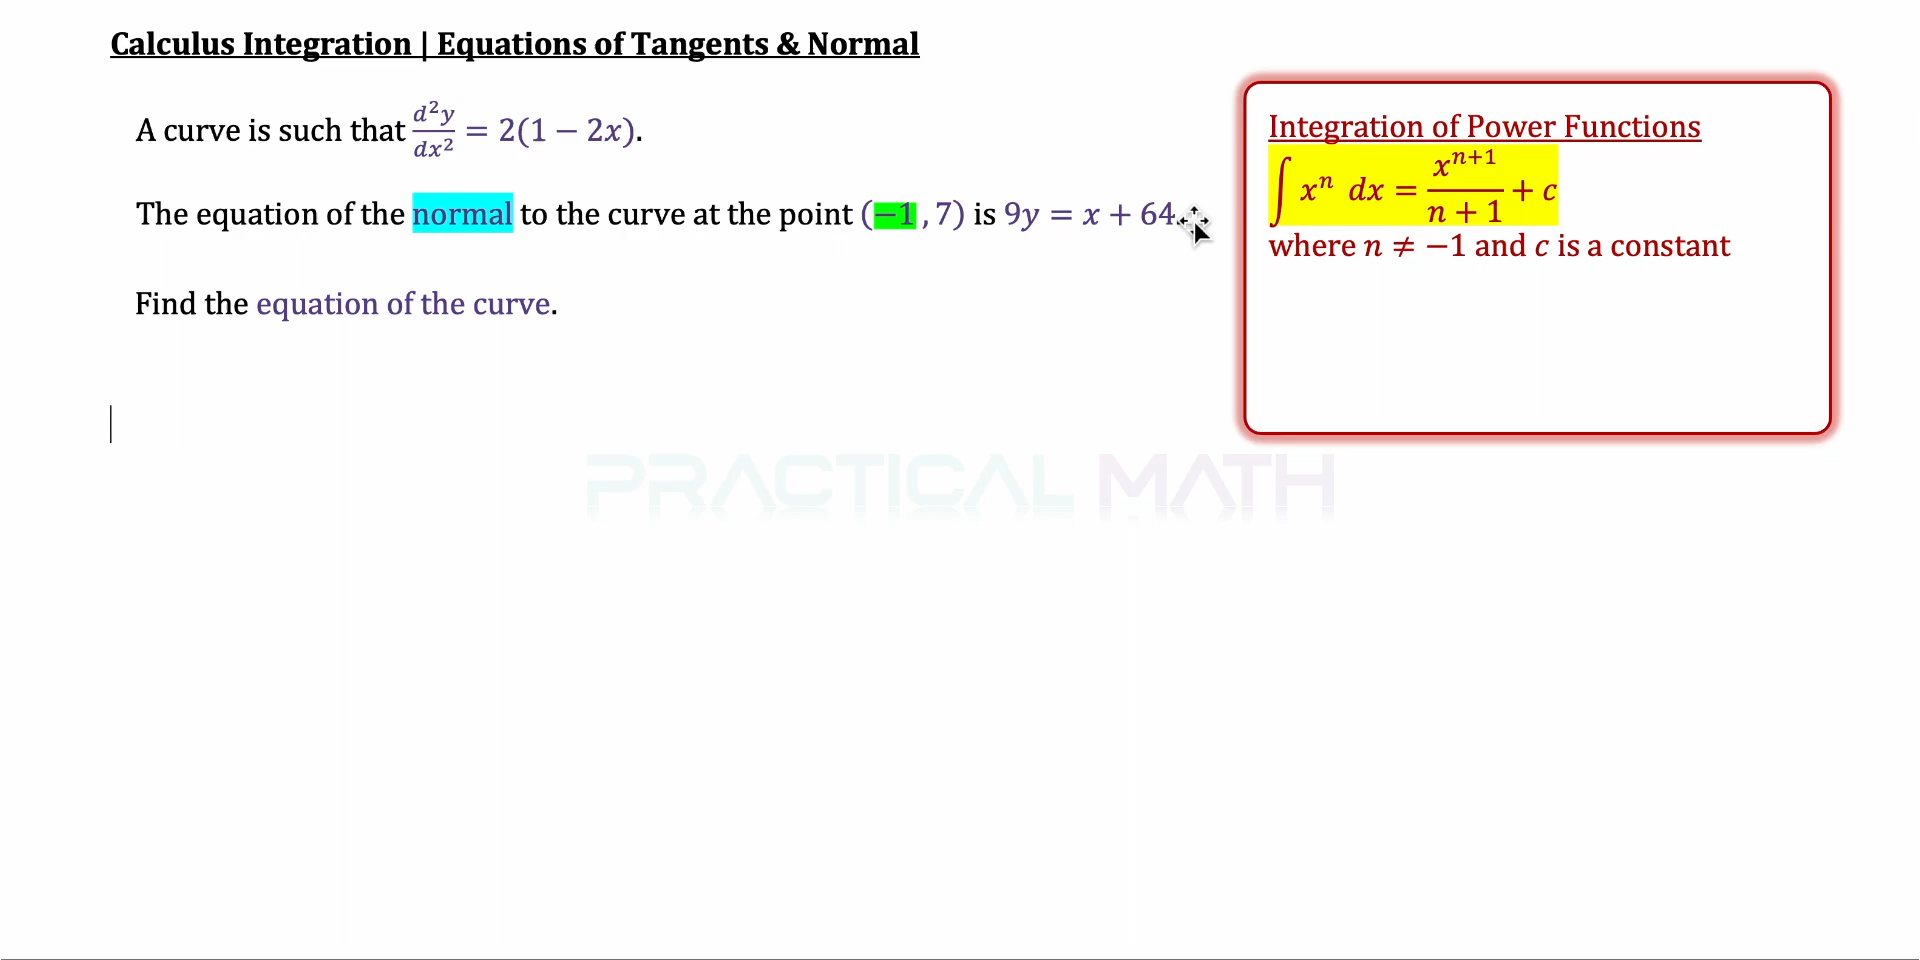 Calculus Integration | Equations of Tangents & Normal
A curve is such that d²y/dx² = 2(1 − 2x).
The equation of the normal to the curve at the point (−1 , 7) is 9y = x + 64.
Find the equation of the curve.
Integration of Power Functions
∫ xⁿ dx = xⁿ⁺¹/(n + 1) + c
where n ≠ −1 and c is a constant
PRACTICAL MATH